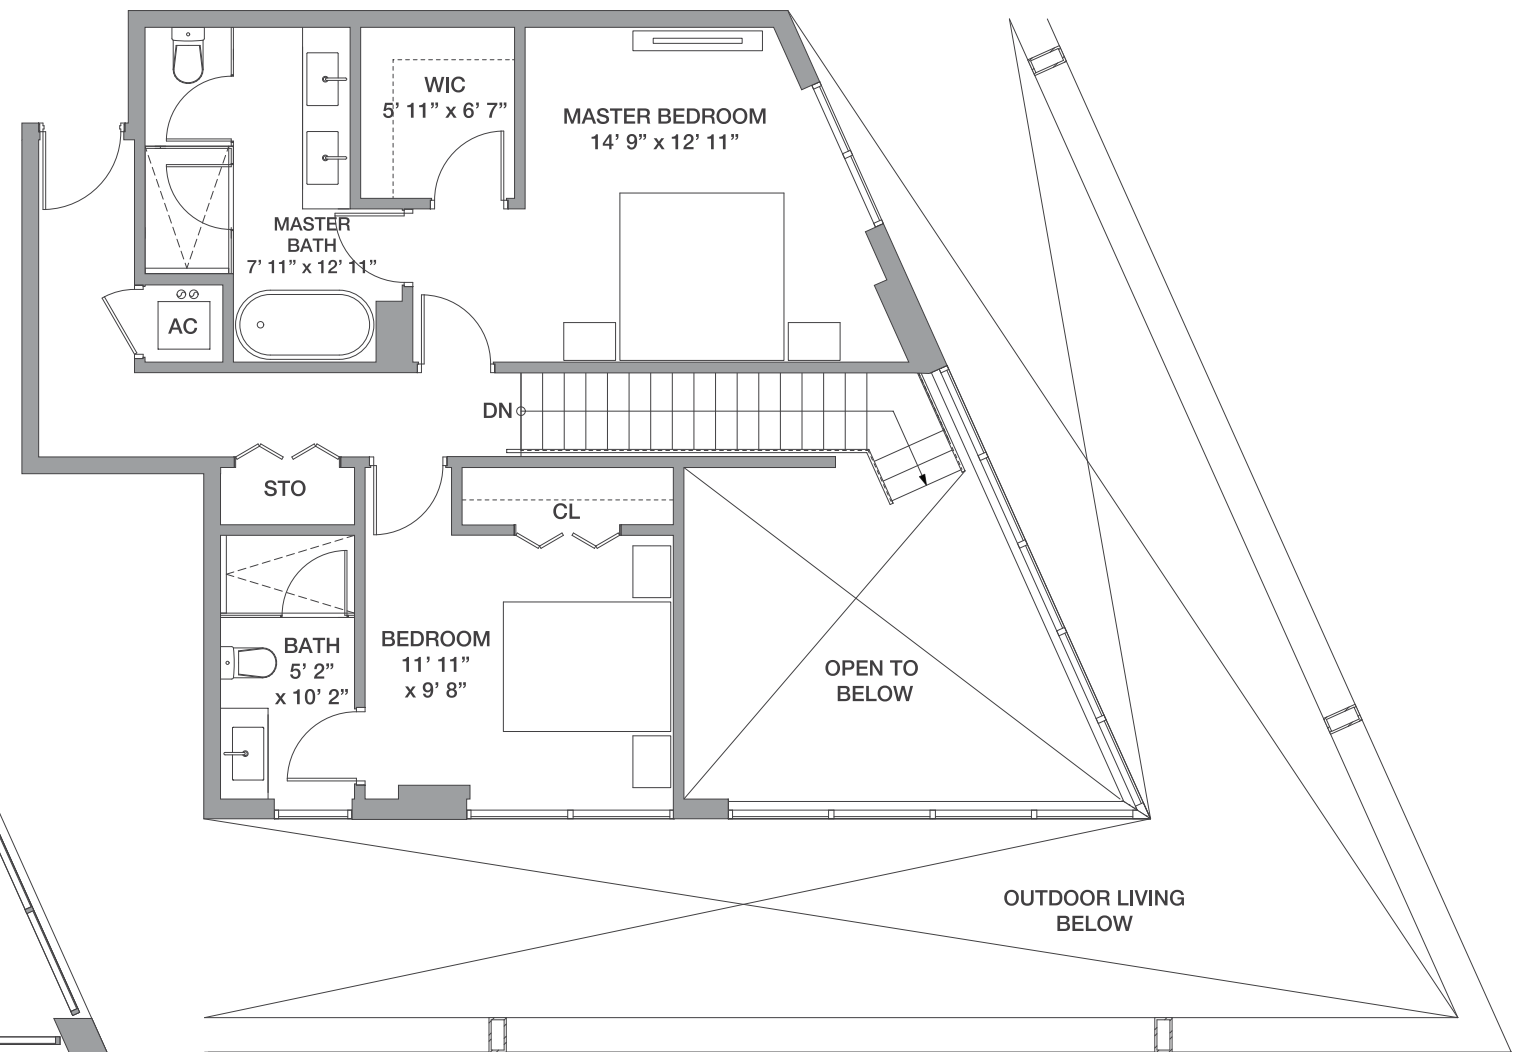 WIC
5’ 11” x 6’ 7”
MASTER BEDROOM
14’ 9” x 12’ 11”
MASTER
BATH
7’ 11” x 12’ 11”
AC
DN
STO
CL
BATH
5’ 2”
x 10’ 2”
BEDROOM
11’ 11”
x 9’ 8”
OPEN TO
BELOW
OUTDOOR LIVING
BELOW